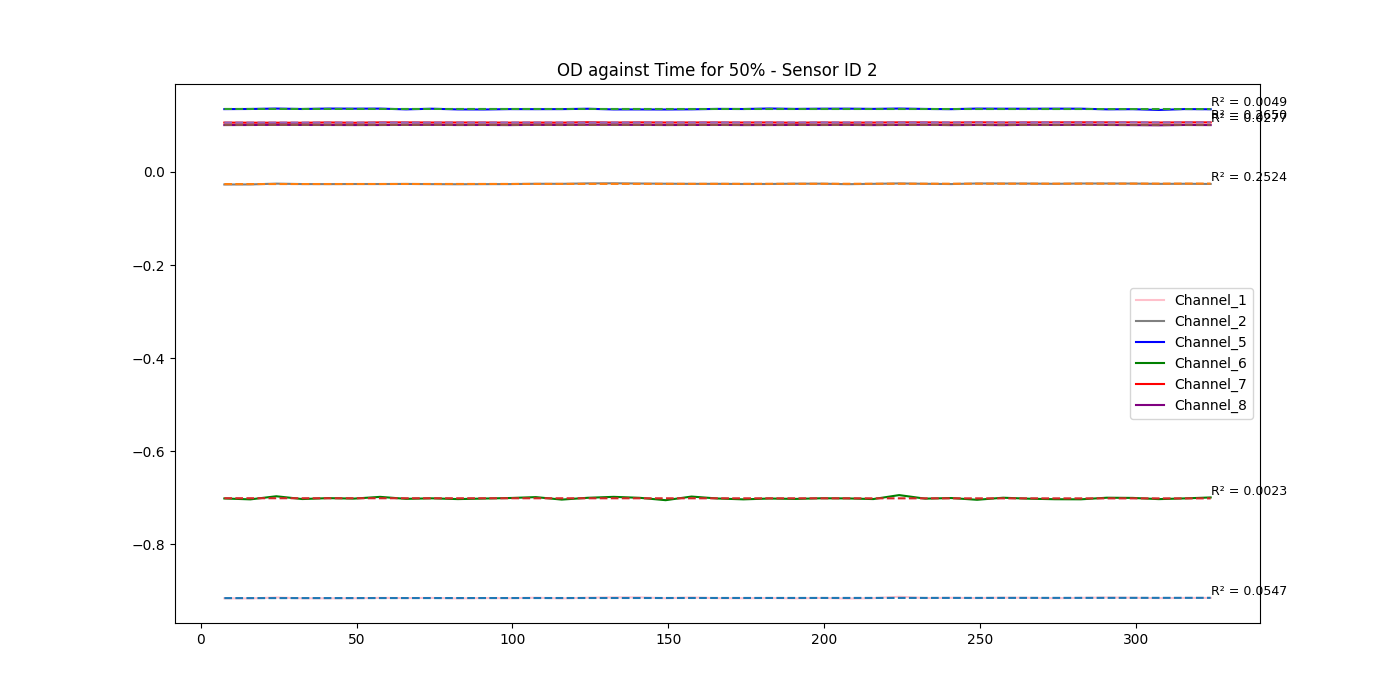 OD against Time for 50% - Sensor ID 2
R² = 0.0049
R² = 0.0277
R² = 0.2524
R² = 0.0023
R² = 0.0547
0.0
−0.2
−0.4
−0.6
−0.8
Channel_1
Channel_2
Channel_5
Channel_6
Channel_7
Channel_8
0
50
100
150
200
250
300